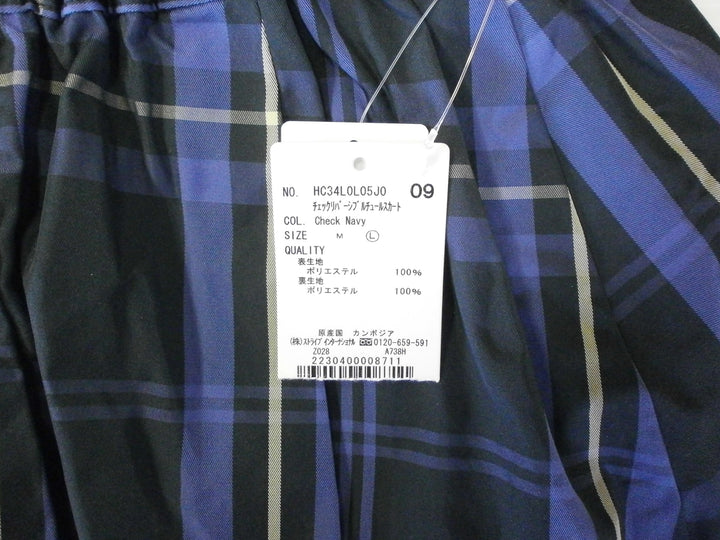 NO. HC34L0L05J0 09
ﾁｪｯｸﾘﾊﾞｰｼﾌﾞﾙﾁｭｰﾙｽｶｰﾄ
COL. Check Navy
SIZE M Ⓛ
QUALITY
表生地
ポリエステル 100%
裏生地
ポリエステル 100%
原産国 カンボジア
(株)ｽﾄﾗｲﾌﾟｲﾝﾀｰﾅｼｮﾅﾙ 0120-659-591
Z028 A738H
2230400008711